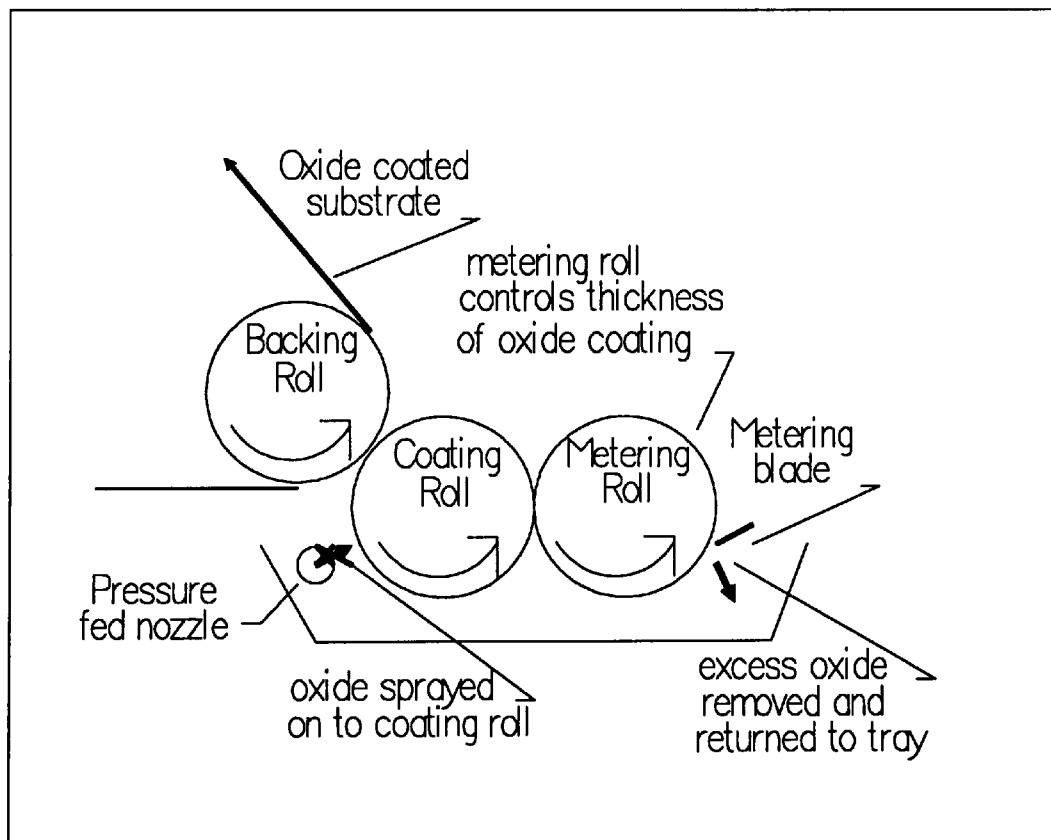 Oxide coated
substrate
metering roll
controls thickness
of oxide coating
Backing
Roll
Coating
Roll
Metering
Roll
Metering
blade
Pressure
fed nozzle
oxide sprayed
on to coating roll
excess oxide
removed and
returned to tray